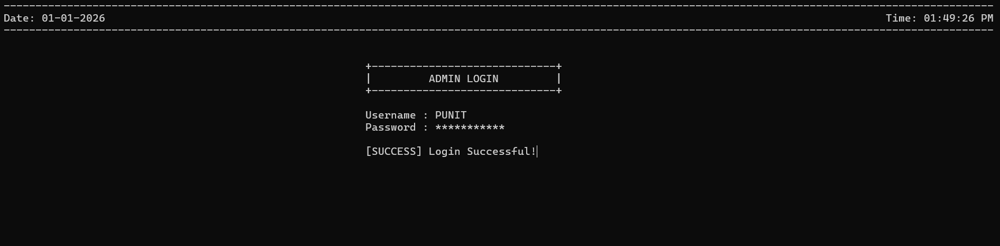 ------------------------------------------------------------------------------------------------------------------------------------------------------------
Date: 01-01-2026 Time: 01:49:26 PM
------------------------------------------------------------------------------------------------------------------------------------------------------------
+-----------------------------+
| ADMIN LOGIN |
+-----------------------------+
Username : PUNIT
Password : ***********
[SUCCESS] Login Successful!